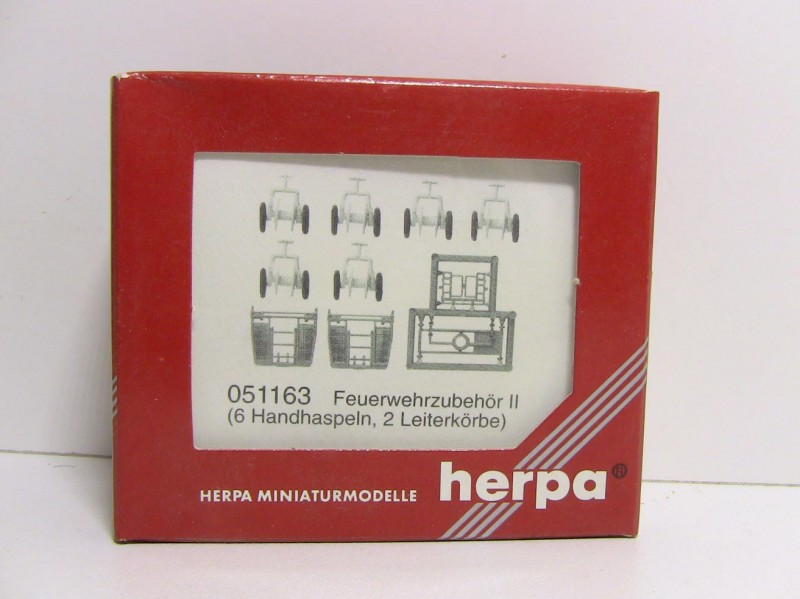 051163 Feuerwehrzubehör II
(6 Handhaspeln, 2 Leiterkörbe)
HERPA MINIATURMODELLE herpa®